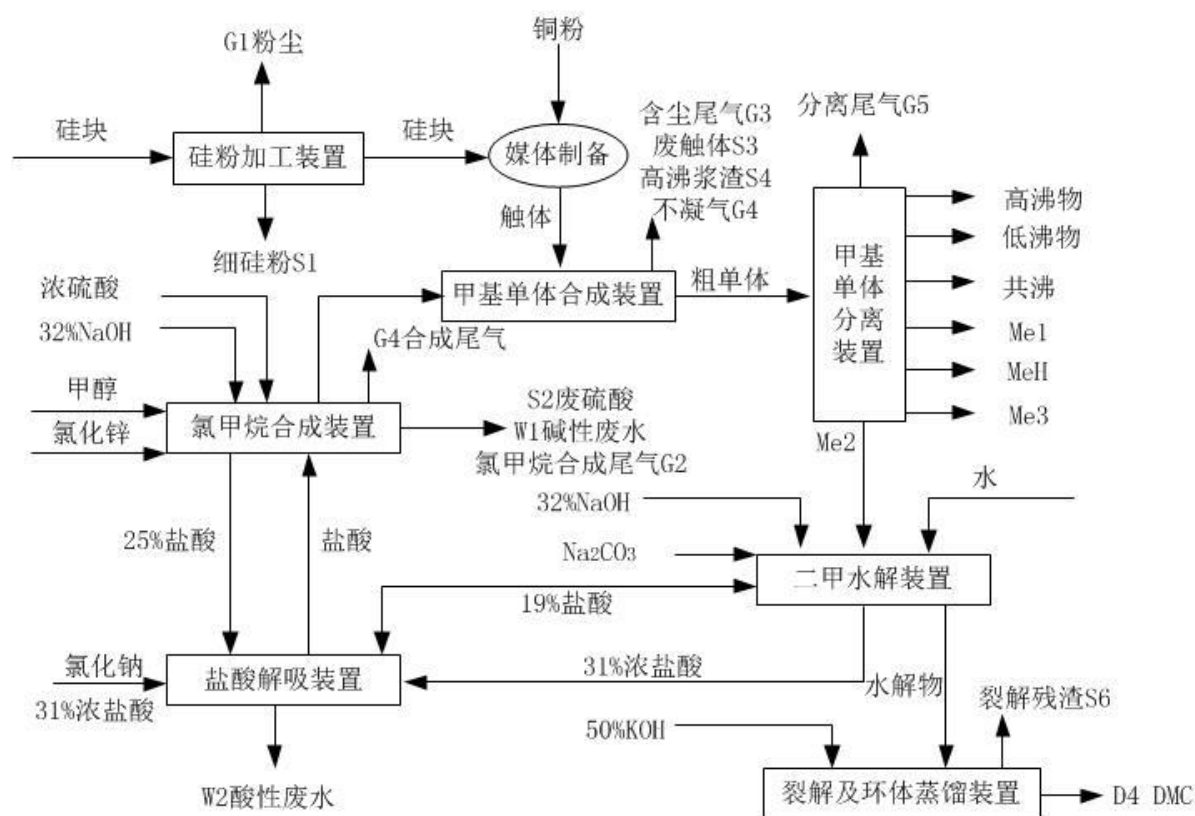 铜粉
G1粉尘
含尘尾气G3
废触体S3
高沸浆渣S4
不凝气G4
分离尾气G5
硅块
硅粉加工装置
硅块
媒体制备
触体
细硅粉S1
高沸物
低沸物
共沸
Me1
MeH
Me3
甲基
单体
分离
装置
浓硫酸
32%NaOH
甲基单体合成装置
粗单体
G4合成尾气
甲醇
氯化锌
氯甲烷合成装置
S2废硫酸
W1碱性废水
氯甲烷合成尾气G2
Me2
32%NaOH
水
25%盐酸
盐酸
Na2CO3
二甲水解装置
19%盐酸
氯化钠
31%浓盐酸
盐酸解吸装置
31%浓盐酸
水解物
裂解残渣S6
50%KOH
W2酸性废水
裂解及环体蒸馏装置
D4 DMC